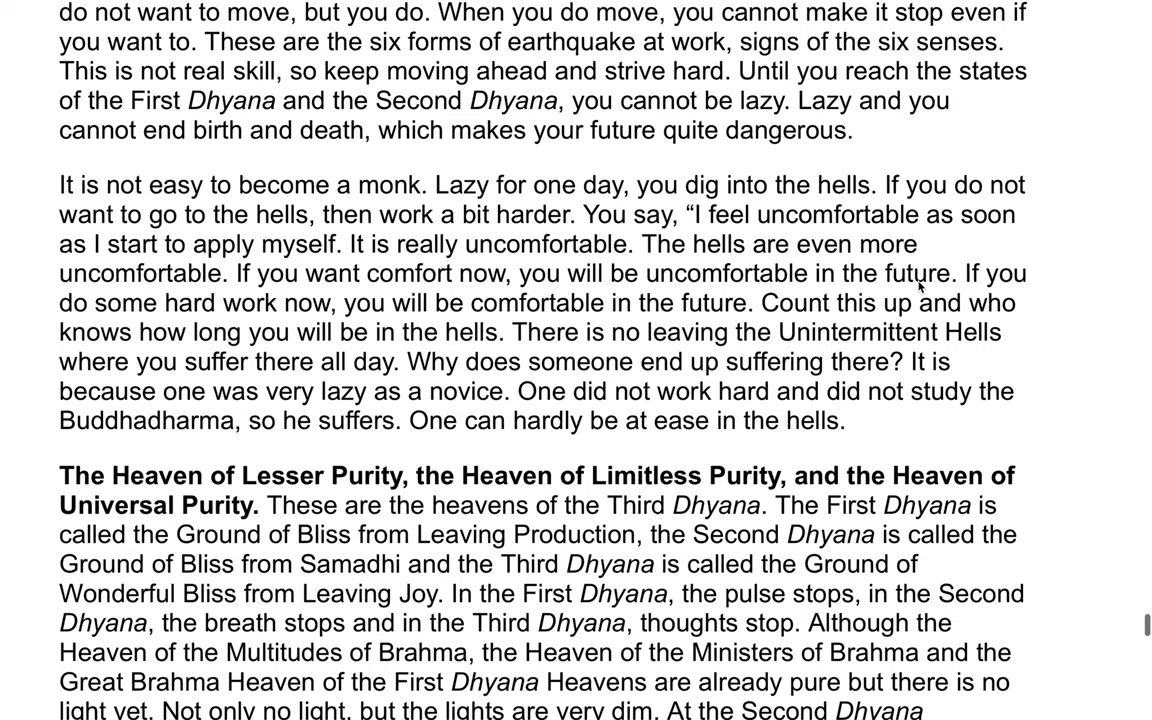 do not want to move, but you do. When you do move, you cannot make it stop even if
you want to. These are the six forms of earthquake at work, signs of the six senses.
This is not real skill, so keep moving ahead and strive hard. Until you reach the states
of the First Dhyana and the Second Dhyana, you cannot be lazy. Lazy and you
cannot end birth and death, which makes your future quite dangerous.
It is not easy to become a monk. Lazy for one day, you dig into the hells. If you do not
want to go to the hells, then work a bit harder. You say, “I feel uncomfortable as soon
as I start to apply myself. It is really uncomfortable. The hells are even more
uncomfortable. If you want comfort now, you will be uncomfortable in the future. If you
do some hard work now, you will be comfortable in the future. Count this up and who
knows how long you will be in the hells. There is no leaving the Unintermittent Hells
where you suffer there all day. Why does someone end up suffering there? It is
because one was very lazy as a novice. One did not work hard and did not study the
Buddhadharma, so he suffers. One can hardly be at ease in the hells.
The Heaven of Lesser Purity, the Heaven of Limitless Purity, and the Heaven of
Universal Purity. These are the heavens of the Third Dhyana. The First Dhyana is
called the Ground of Bliss from Leaving Production, the Second Dhyana is called the
Ground of Bliss from Samadhi and the Third Dhyana is called the Ground of
Wonderful Bliss from Leaving Joy. In the First Dhyana, the pulse stops, in the Second
Dhyana, the breath stops and in the Third Dhyana, thoughts stop. Although the
Heaven of the Multitudes of Brahma, the Heaven of the Ministers of Brahma and the
Great Brahma Heaven of the First Dhyana Heavens are already pure but there is no
light yet. Not only no light, but the lights are very dim. At the Second Dhyana